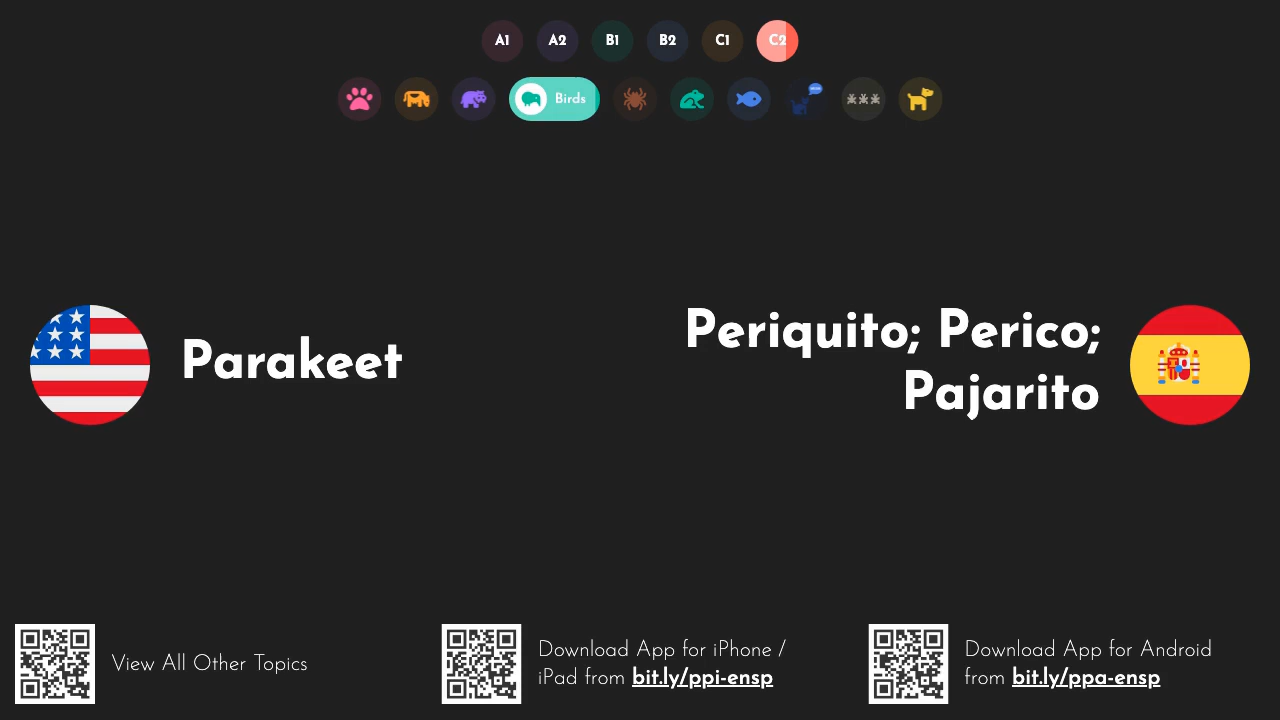 A1 A2 B1 B2 C1 C2
Birds
Parakeet
Periquito; Perico;
Pajarito
View All Other Topics
Download App for iPhone /
iPad from bit.ly/ppi-ensp
Download App for Android
from bit.ly/ppa-ensp